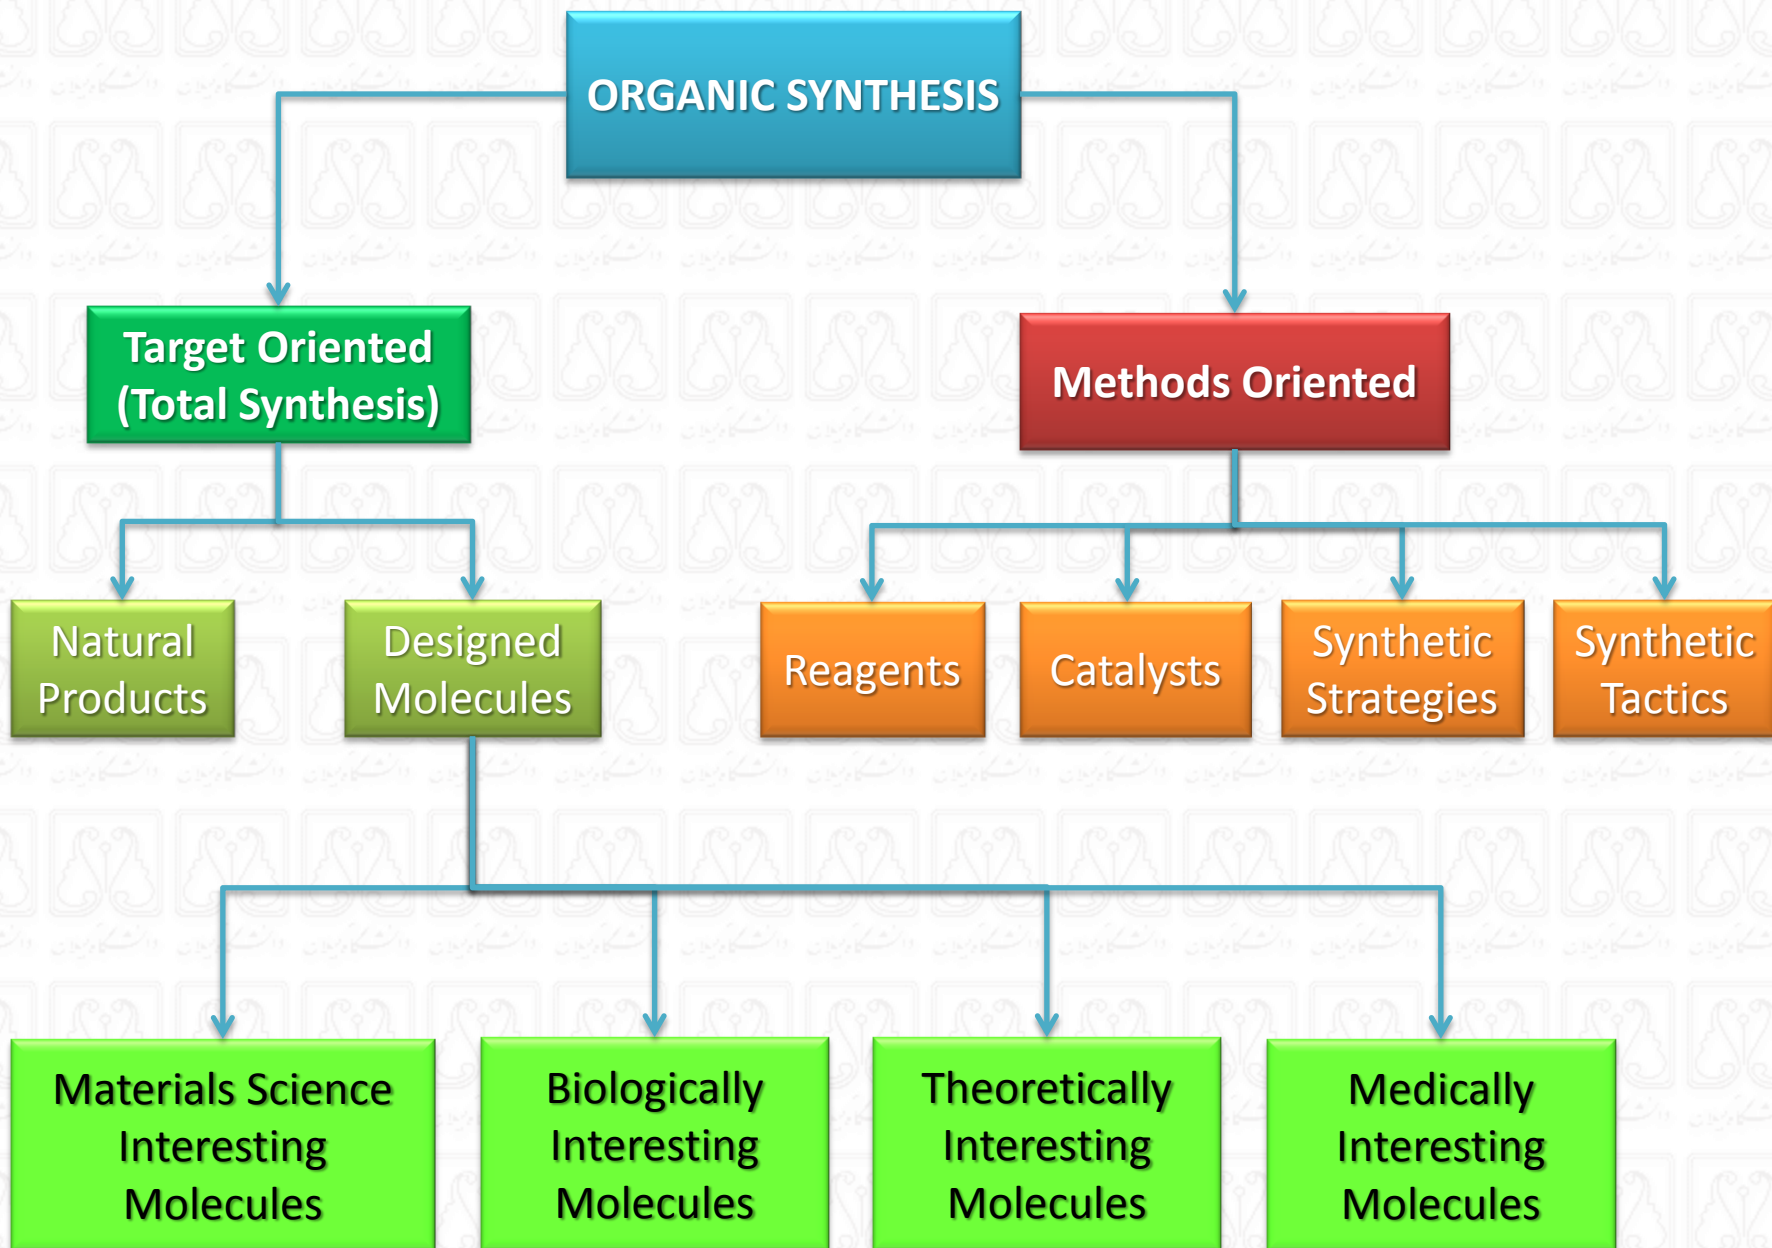 ORGANIC SYNTHESIS
Target Oriented
(Total Synthesis)
Methods Oriented
Natural
Products
Designed
Molecules
Reagents
Catalysts
Synthetic
Strategies
Synthetic
Tactics
Materials Science
Interesting
Molecules
Biologically
Interesting
Molecules
Theoretically
Interesting
Molecules
Medically
Interesting
Molecules